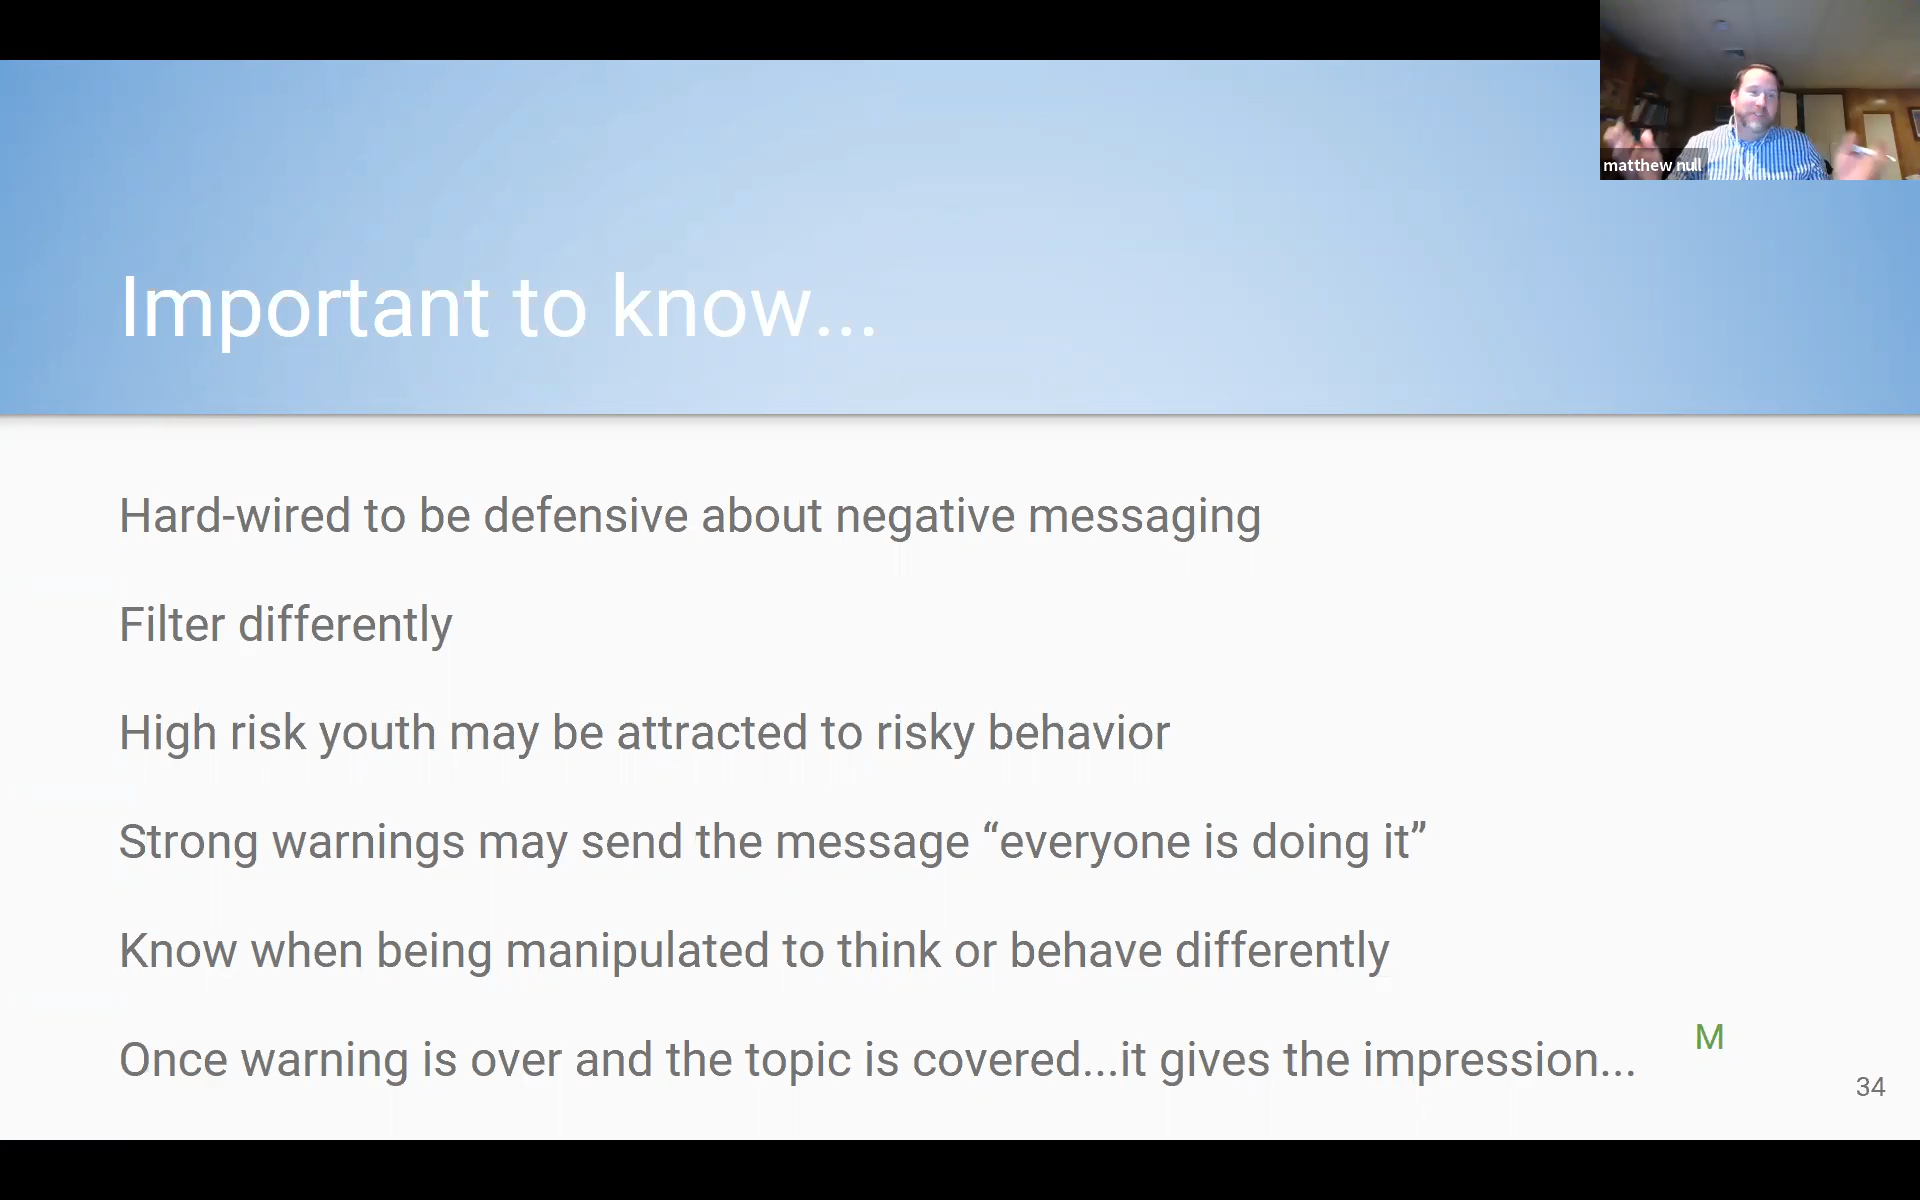 matthew null
Important to know...
Hard-wired to be defensive about negative messaging
Filter differently
High risk youth may be attracted to risky behavior
Strong warnings may send the message “everyone is doing it”
Know when being manipulated to think or behave differently
Once warning is over and the topic is covered...it gives the impression...
M
34